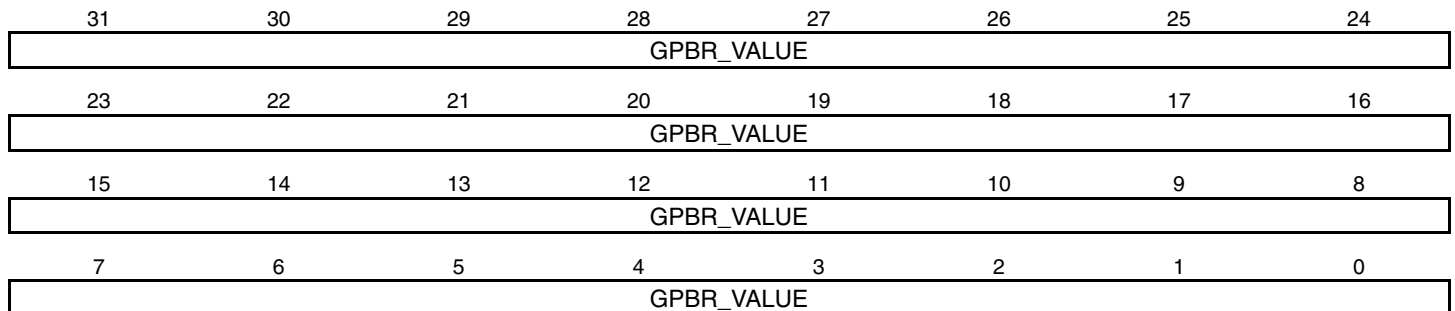 31 30 29 28 27 26 25 24
GPBR_VALUE
23 22 21 20 19 18 17 16
GPBR_VALUE
15 14 13 12 11 10 9 8
GPBR_VALUE
7 6 5 4 3 2 1 0
GPBR_VALUE